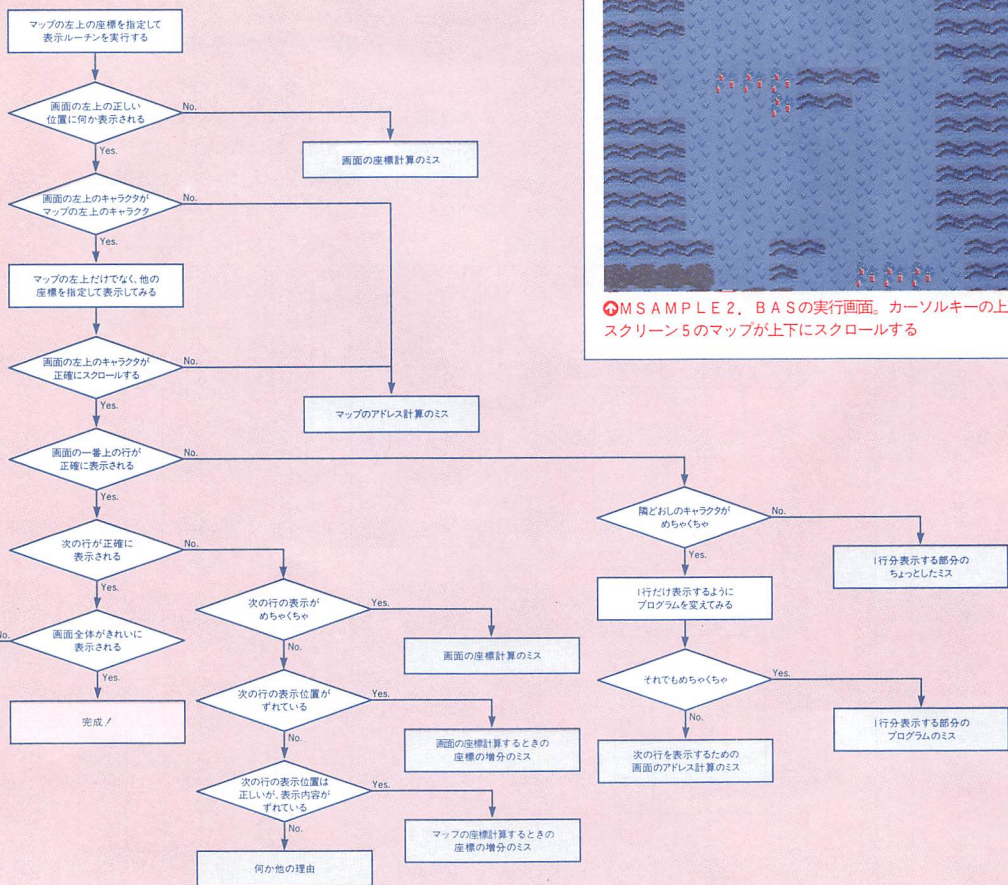 マップの左上の座標を指定して
表示ルーチンを実行する
画面の左上の正しい
位置に何か表示される
No.
Yes.
画面の座標計算のミス
画面の左上のキャラクタが
マップの左上のキャラクタ
No.
Yes.
マップの左上だけでなく、他の
座標を指定して表示してみる
画面の左上のキャラクタが
正確にスクロールする
No.
Yes.
マップのアドレス計算のミス
画面の一番上の行が
正確に表示される
No.
Yes.
次の行が正確に
表示される
No.
Yes.
画面全体がきれいに
表示される
No.
Yes.
完成!
次の行の表示が
めちゃくちゃ
Yes.
No.
画面の座標計算のミス
次の行の表示位置が
ずれている
Yes.
No.
画面の座標計算するときの
座標の増分のミス
次の行の表示位置は
正しいが、表示内容が
ずれている
Yes.
No.
マップの座標計算するときの
座標の増分のミス
何か他の理由
隣どおしのキャラクタが
めちゃくちゃ
No.
Yes.
1行分表示する部分の
ちょっとしたミス
1行だけ表示するように
プログラムを変えてみる
それでもめちゃくちゃ
Yes.
No.
1行分表示する部分の
プログラムのミス
次の行を表示するための
画面のアドレス計算のミス
MSAMPLE2.BASの実行画面。カーソルキーの上
スクリーン5のマップが上下にスクロールする